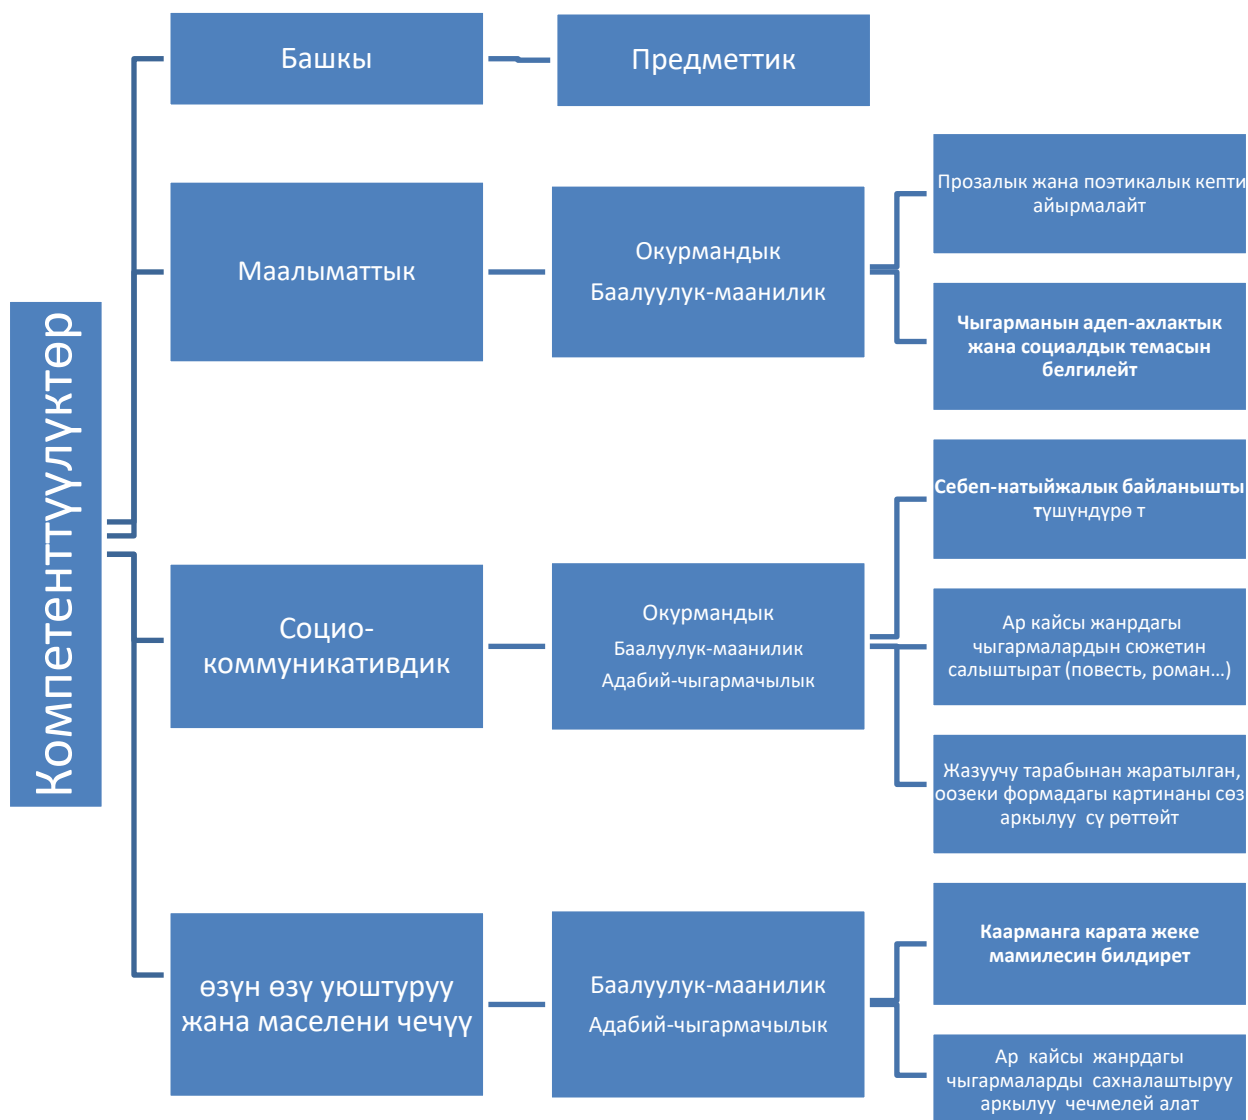 Компетенттүүлүктөр
Башкы
Предметтик
Маалыматтык
Окурмандык
Баалуулук-маанилик
Прозалык жана поэтикалык кепти
айырмалайт
Чыгарманын адеп-ахлактык
жана социалдык темасын
белгилейт
Социо-
коммуникативдик
Окурмандык
Баалуулук-маанилик
Адабий-чыгармачылык
Себеп-натыйжалык байланышты
түшүндүрө т
Ар кайсы жанрдагы
чыгармалардын сюжетин
салыштырат (повесть, роман…)
Жазуучу тарабынан жаратылган,
оозеки формадагы картинаны сөз
аркылуу сү рөттөйт
өзүн өзү уюштуруу
жана маселени чечүү
Баалуулук-маанилик
Адабий-чыгармачылык
Каарманга карата жеке
мамилесин билдирет
Ар кайсы жанрдагы
чыгармаларды сахналаштыруу
аркылуу чечмелей алат